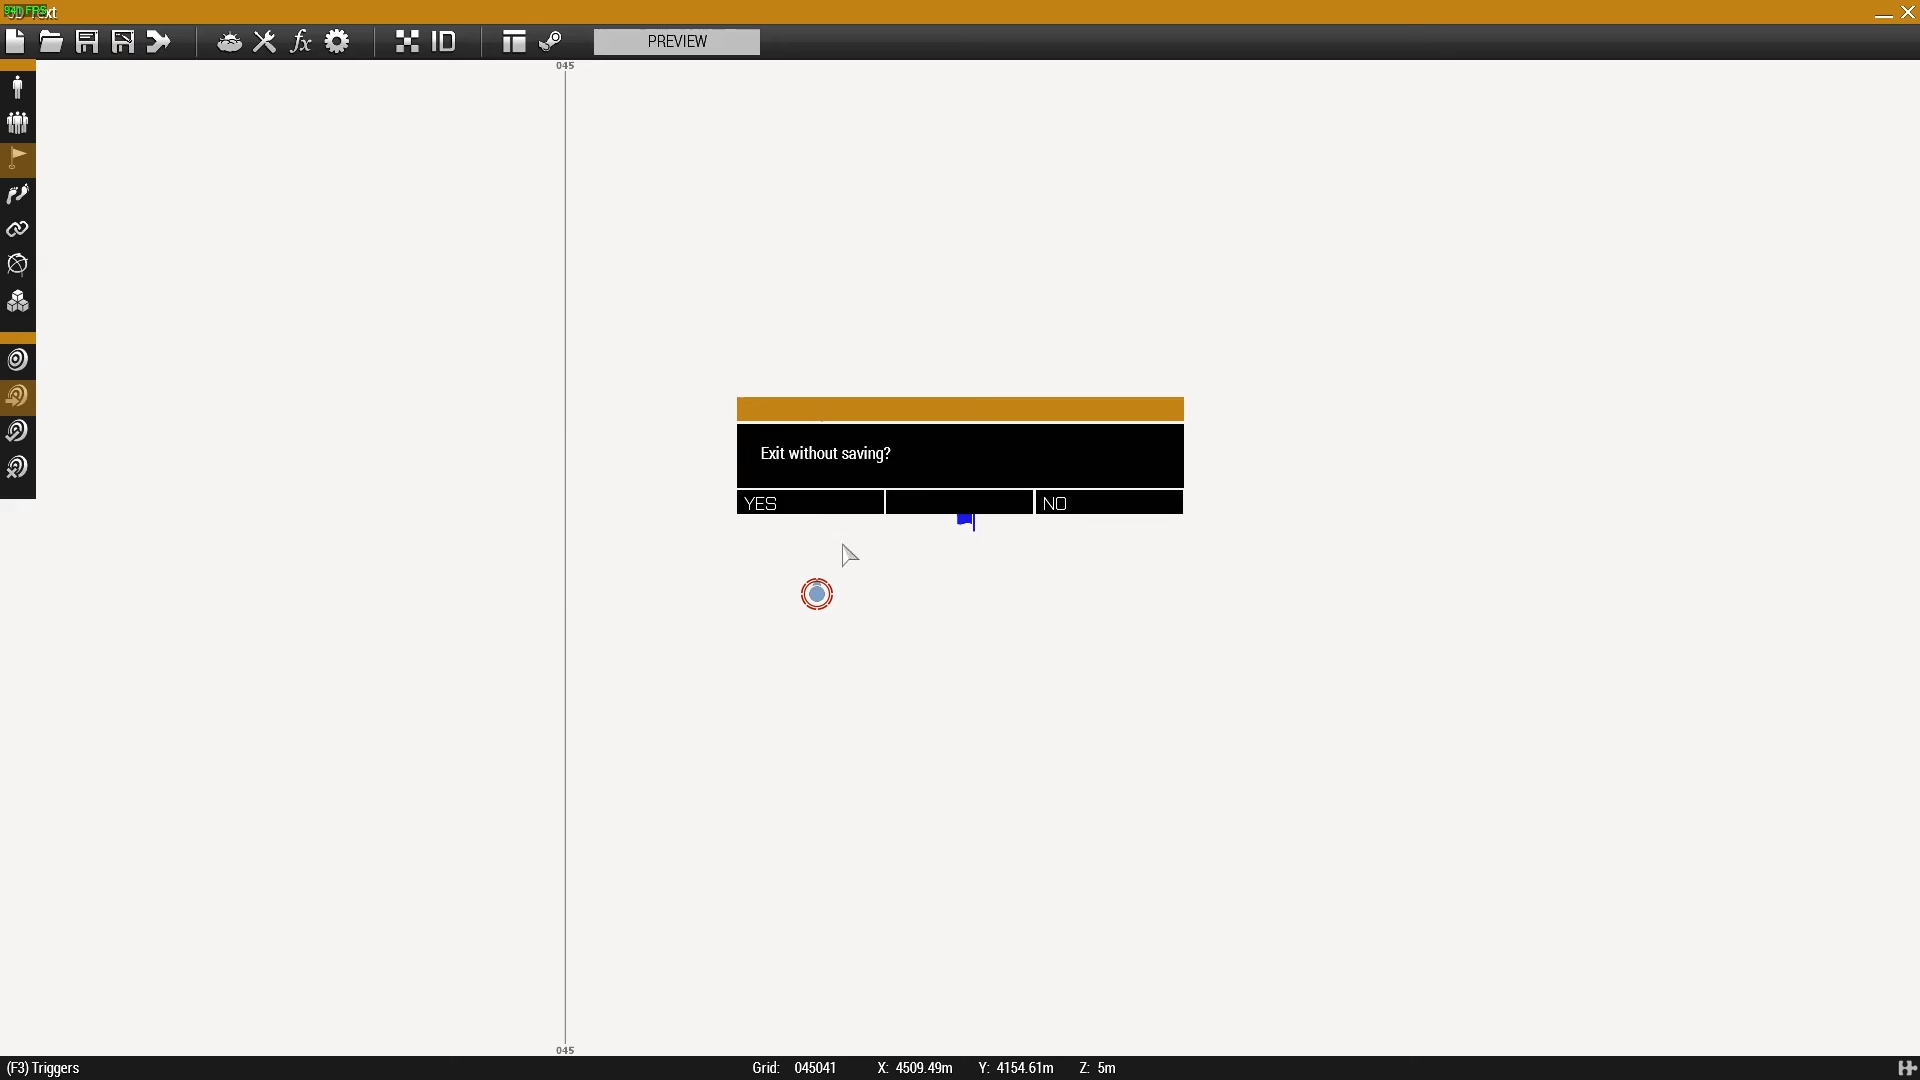 PREVIEW
045
Exit without saving?
YES
NO
045
(F3) Triggers
Grid: 045041 X: 4509.49m Y: 4154.61m Z: 5m